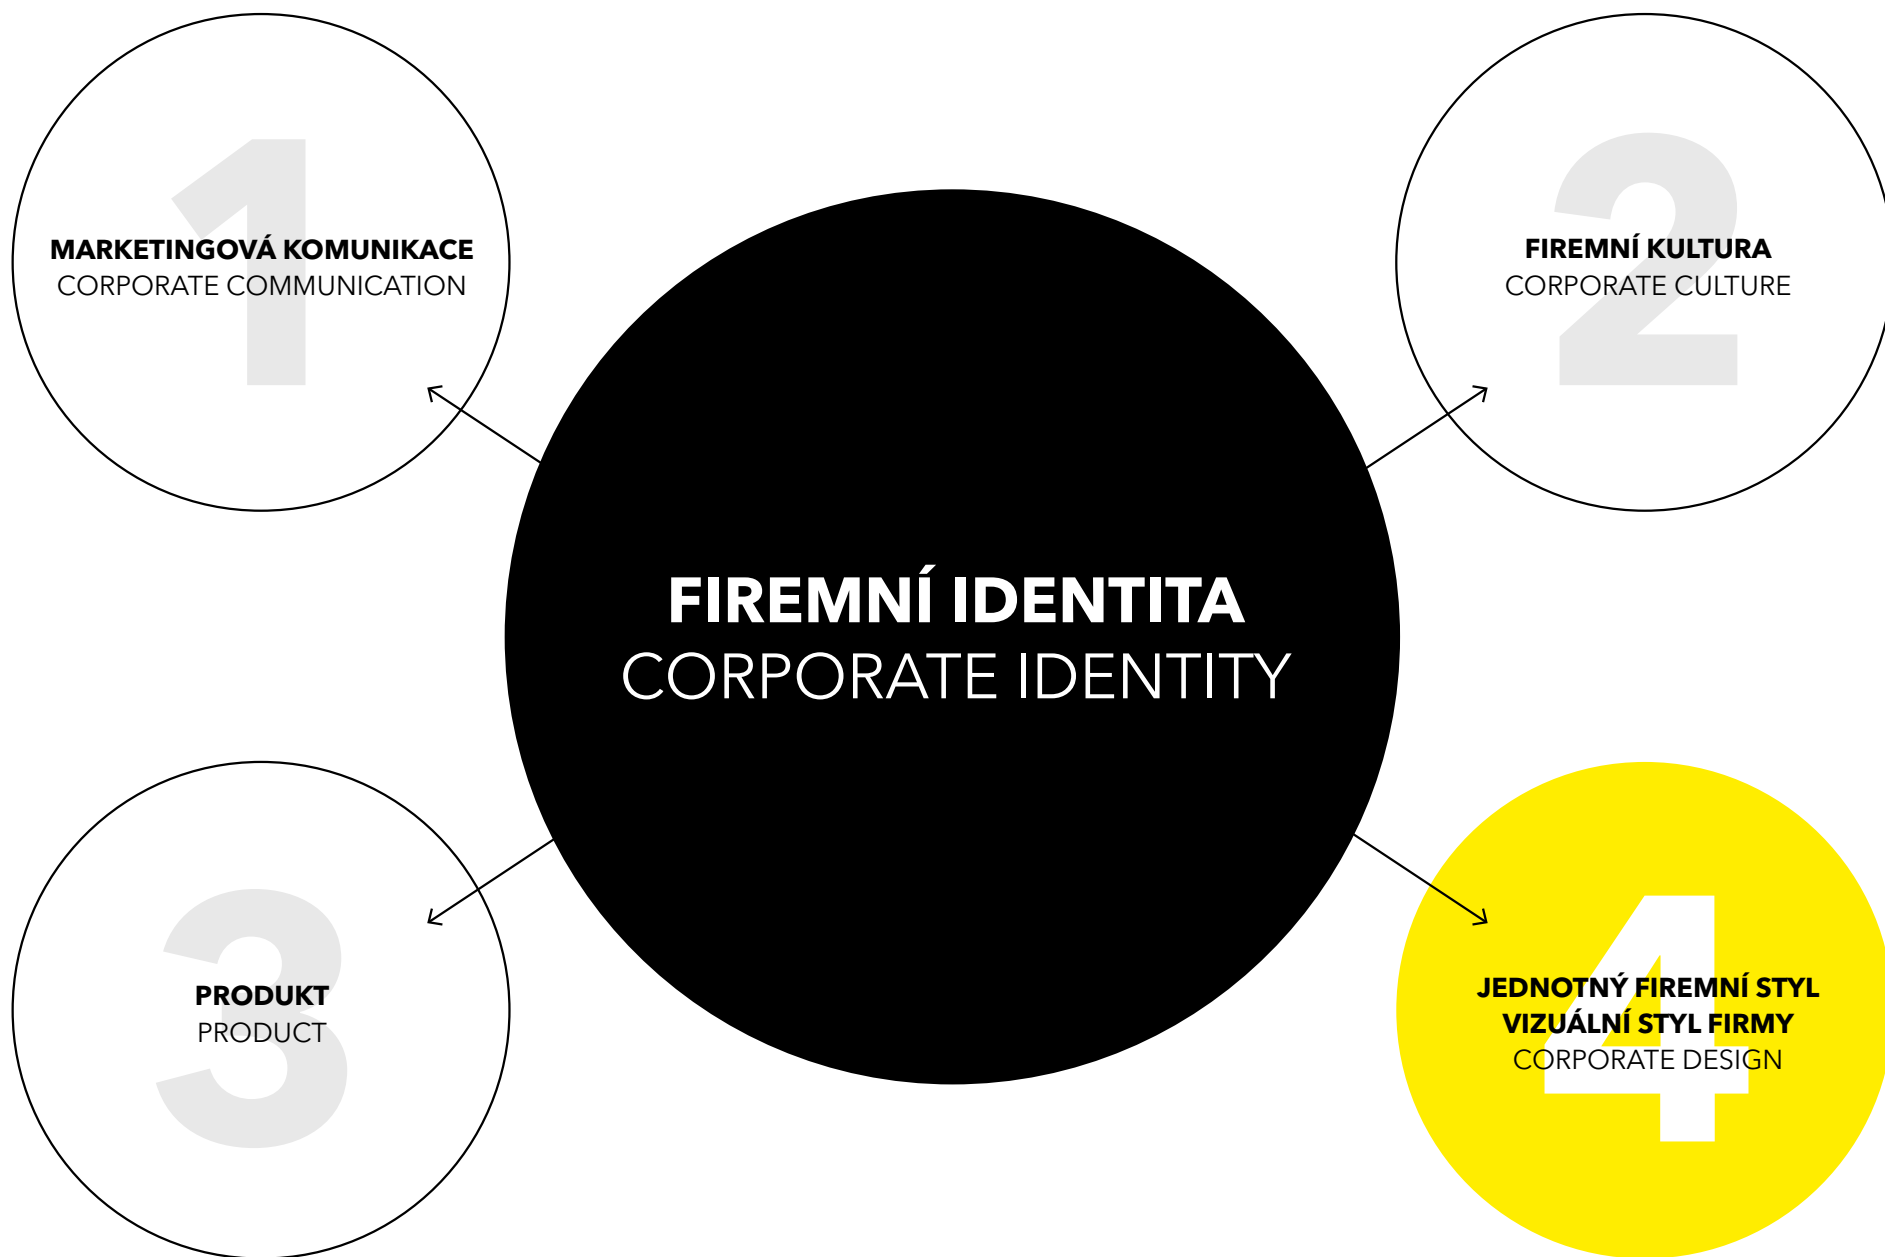 1
MARKETINGOVÁ KOMUNIKACE
CORPORATE COMMUNICATION
2
FIREMNÍ KULTURA
CORPORATE CULTURE
FIREMNÍ IDENTITA
CORPORATE IDENTITY
3
PRODUKT
PRODUCT
4
JEDNOTNÝ FIREMNÍ STYL
VIZUÁLNÍ STYL FIRMY
CORPORATE DESIGN